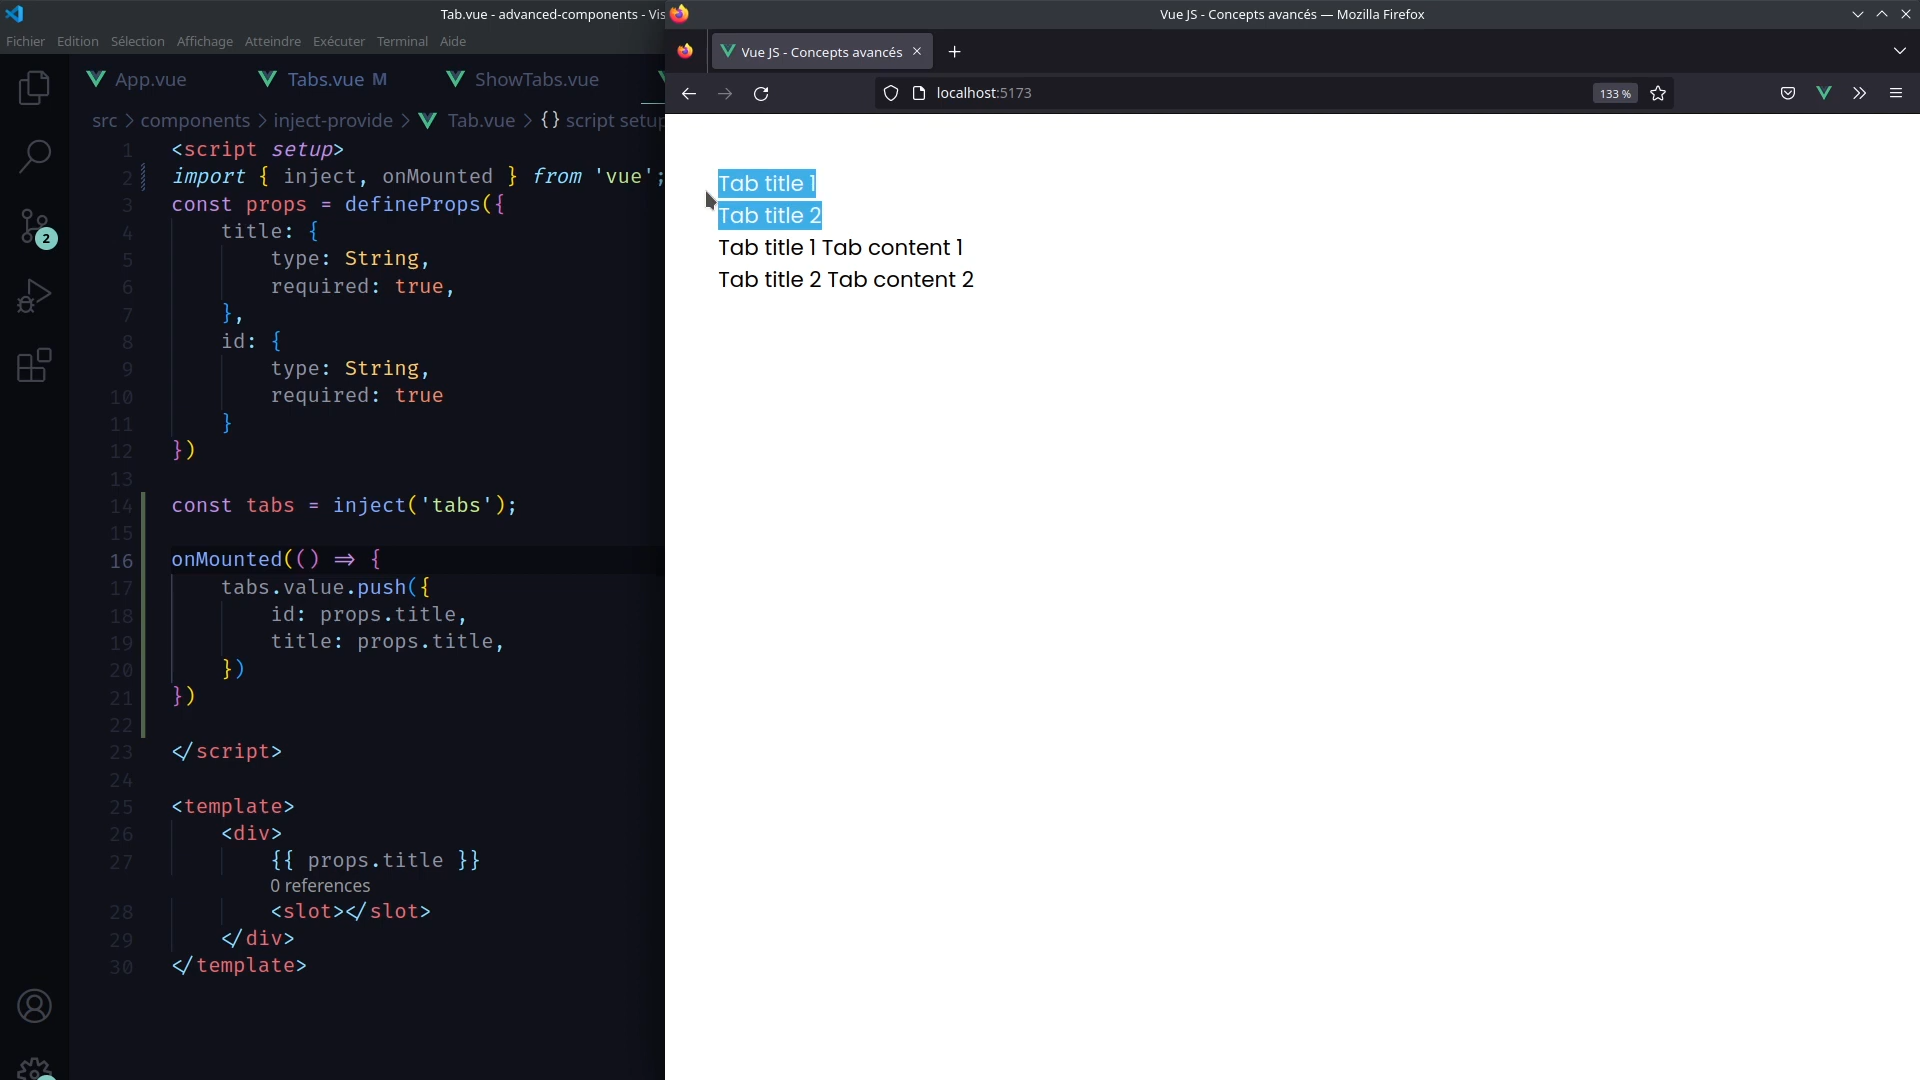 Tab.vue - advanced-components - Vis
Fichier Edition Sélection Affichage Atteindre Exécuter Terminal Aide
App.vue
Tabs.vue M
ShowTabs.vue
src > components > inject-provide > Tab.vue > {} script setup
1 <script setup>
2 import { inject, onMounted } from 'vue';
3 const props = defineProps({
4 title: {
5 type: String,
6 required: true,
7 },
8 id: {
9 type: String,
10 required: true
11 }
12 })
13
14 const tabs = inject('tabs');
15
16 onMounted(() => {
17 tabs.value.push({
18 id: props.title,
19 title: props.title,
20 })
21 })
22
23 </script>
24
25 <template>
26 <div>
27 {{ props.title }}
0 references
28 <slot></slot>
29 </div>
30 </template>
2
Vue JS - Concepts avancés — Mozilla Firefox
Vue JS - Concepts avancés
localhost:5173
133 %
Tab title 1
Tab title 2
Tab title 1 Tab content 1
Tab title 2 Tab content 2